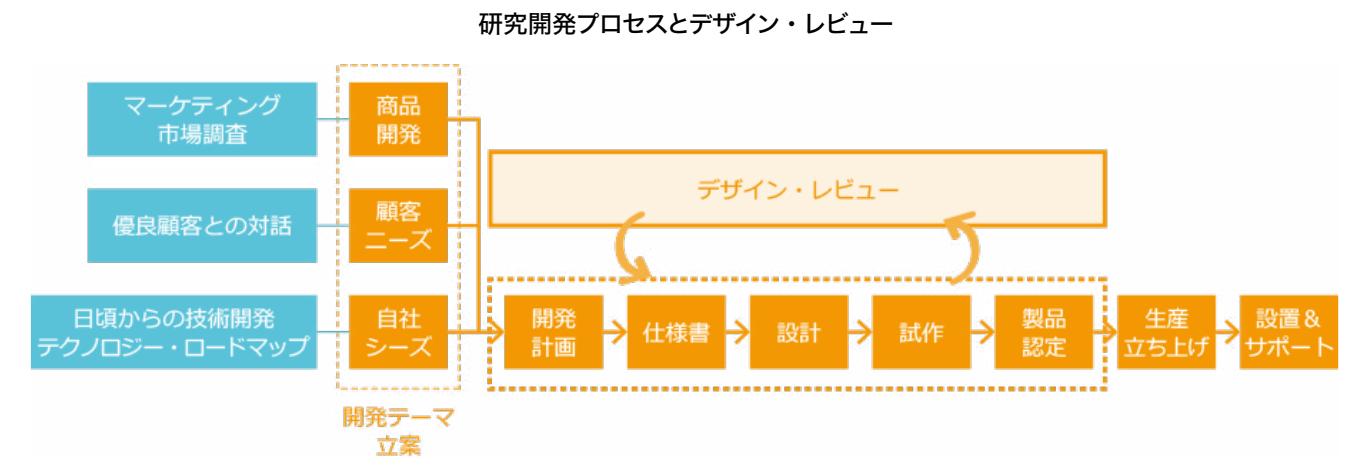 研究開発プロセスとデザイン・レビュー
マーケティング
市場調査
商品
開発
デザイン・レビュー
優良顧客との対話
顧客
ニーズ
日頃からの技術開発
テクノロジー・ロードマップ
自社
シーズ
開発
計画
仕様書
設計
試作
製品
認定
生産
立ち上げ
設置&
サポート
開発テーマ
立案